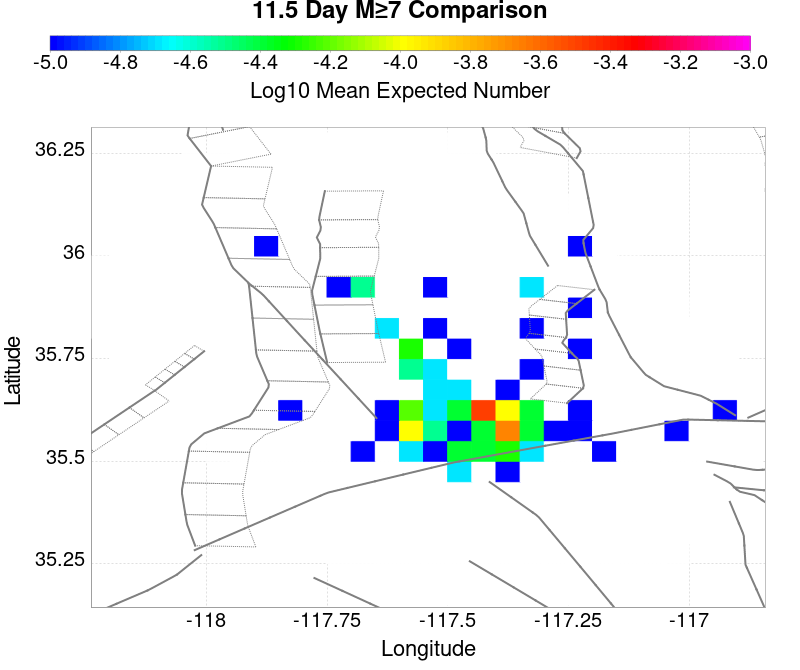 11.5 Day M≥7 Comparison
-5.0 -4.8 -4.6 -4.4 -4.2 -4.0 -3.8 -3.6 -3.4 -3.2 -3.0
Log10 Mean Expected Number
36.25
36
35.75
35.5
35.25
Latitude
-118 -117.75 -117.5 -117.25 -117
Longitude